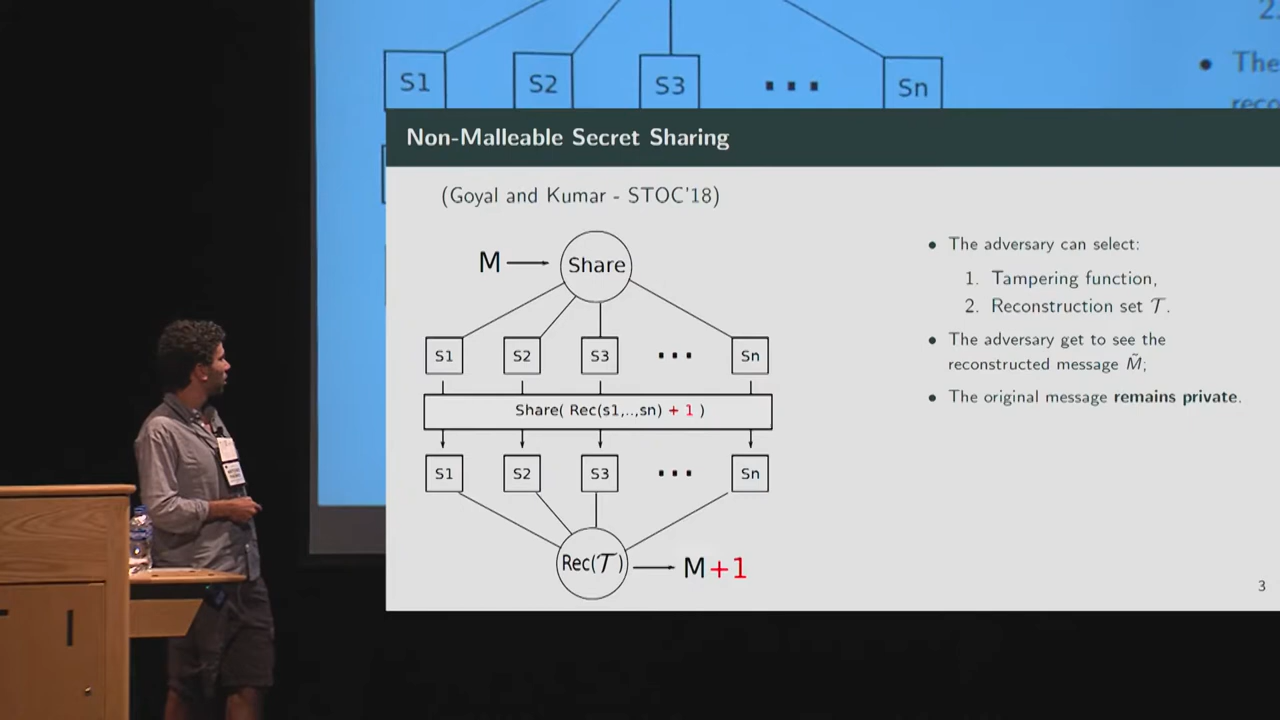 2.
S1 S2 S3 ... Sn
The
reco
Non-Malleable Secret Sharing
(Goyal and Kumar - STOC'18)
M Share
S1 S2 S3 ... Sn
Share( Rec(s1,..,sn) + 1 )
S1 S2 S3 ... Sn
Rec(𝒯) M+1
• The adversary can select:
1. Tampering function,
2. Reconstruction set 𝒯.
• The adversary get to see the
reconstructed message M̃;
• The original message remains private.
3